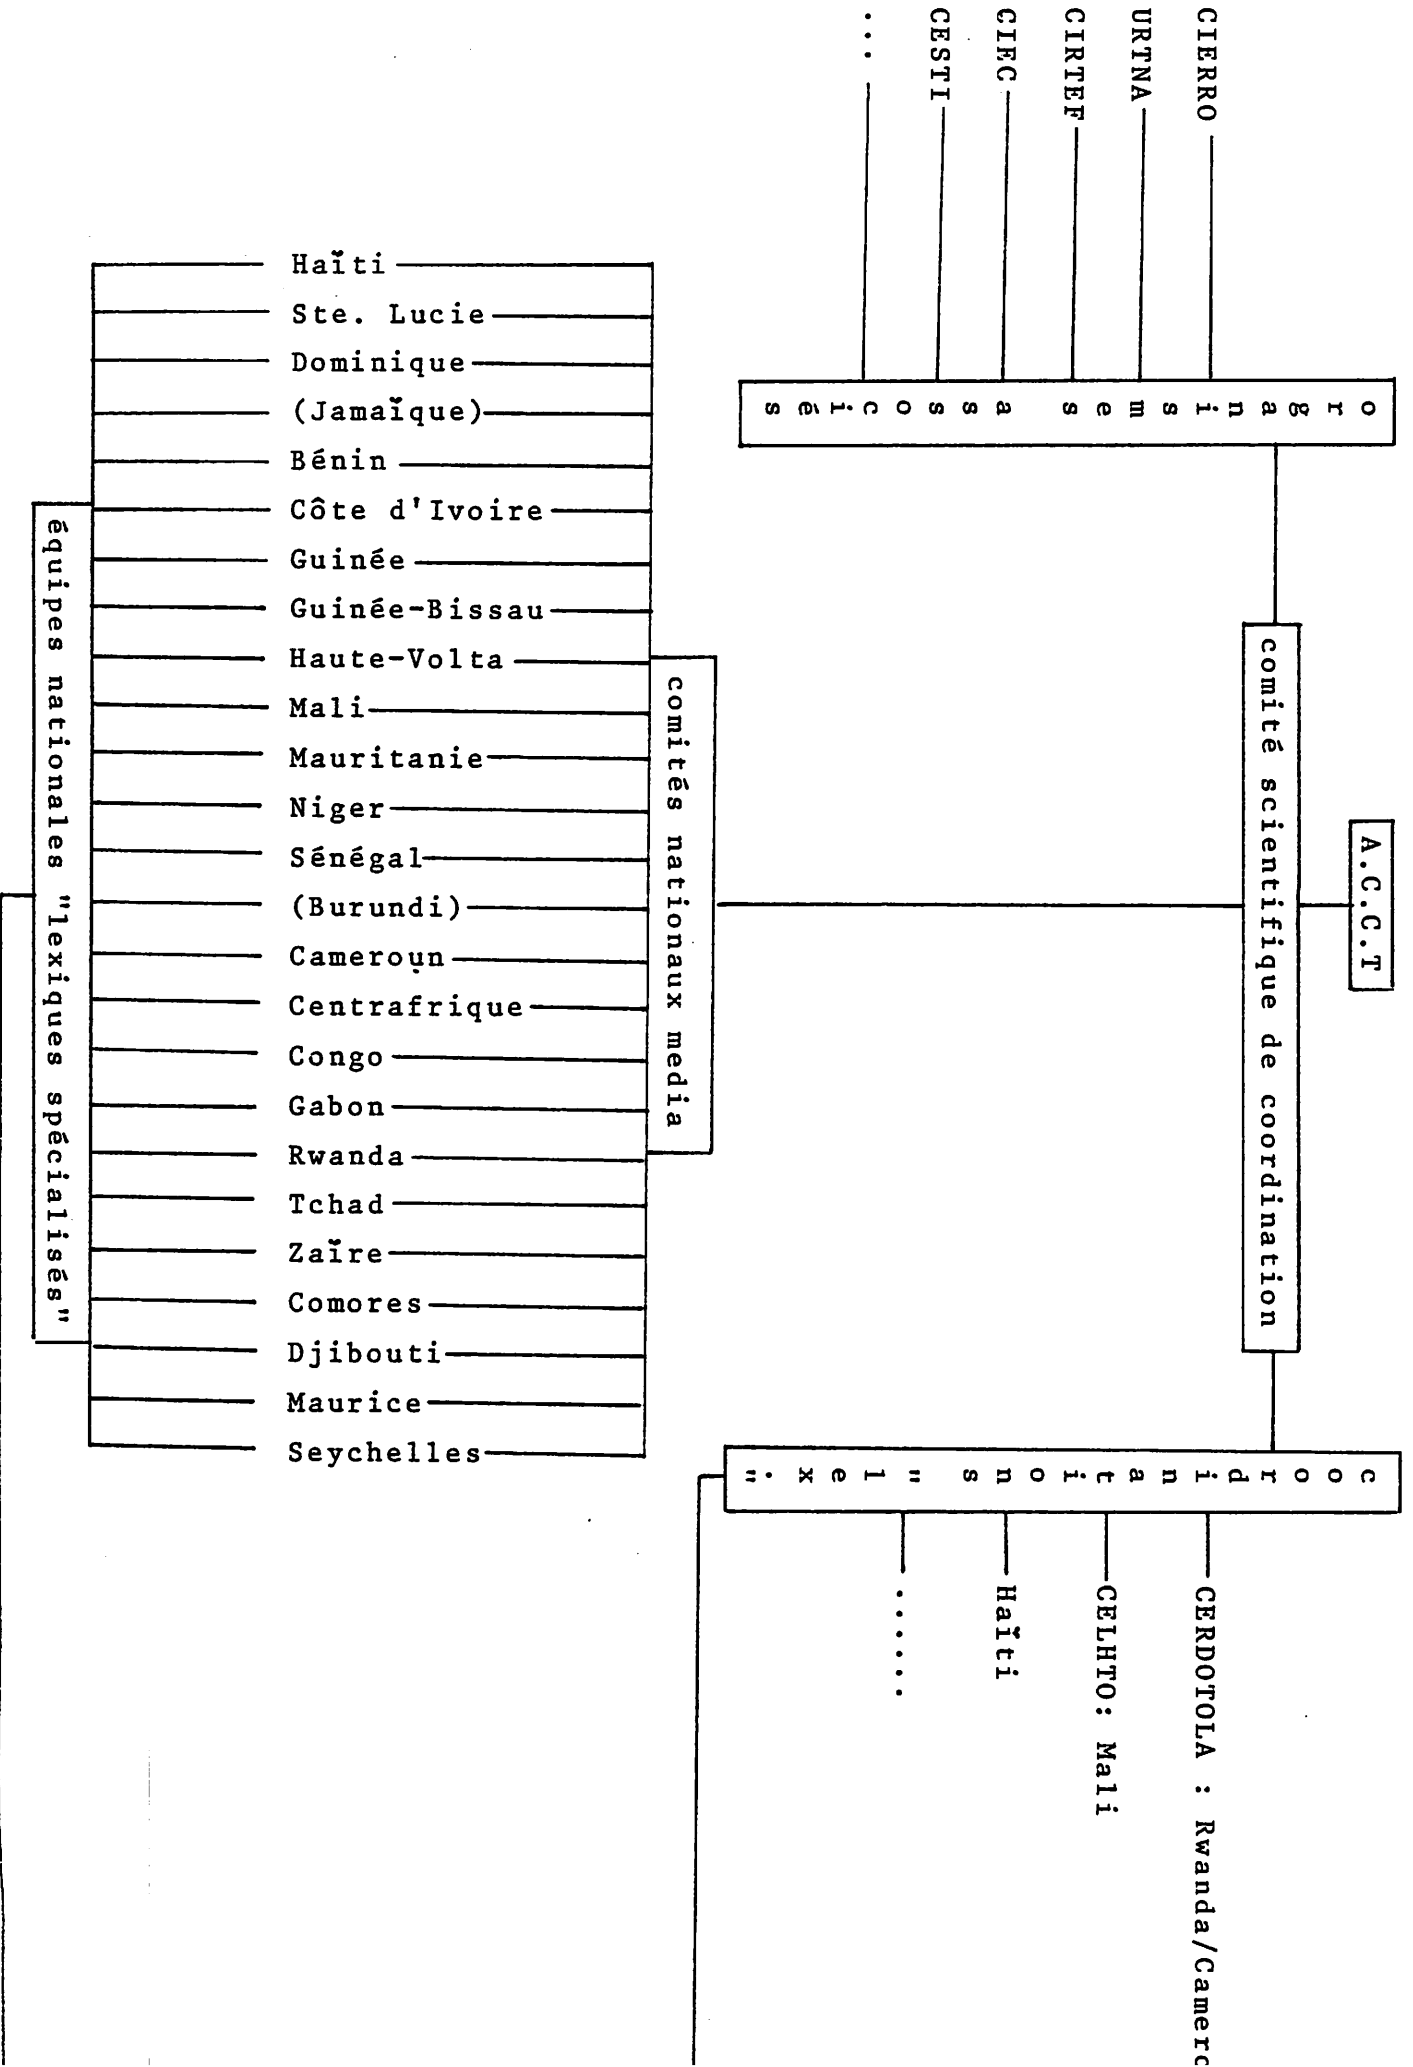 A.C.C.T
comité scientifique de coordination
organismes associés
CIERRO
URTNA
CIRTEF
CIEC
CESTI
...
coordinations "lex."
CERDOTOLA : Rwanda/Camero
CELHTO: Mali
Haïti
......
comités nationaux media
Haïti
Ste. Lucie
Dominique
(Jamaïque)
Bénin
Côte d'Ivoire
Guinée
Guinée-Bissau
Haute-Volta
Mali
Mauritanie
Niger
Sénégal
(Burundi)
Cameroun
Centrafrique
Congo
Gabon
Rwanda
Tchad
Zaïre
Comores
Djibouti
Maurice
Seychelles
équipes nationales "lexiques spécialisés"